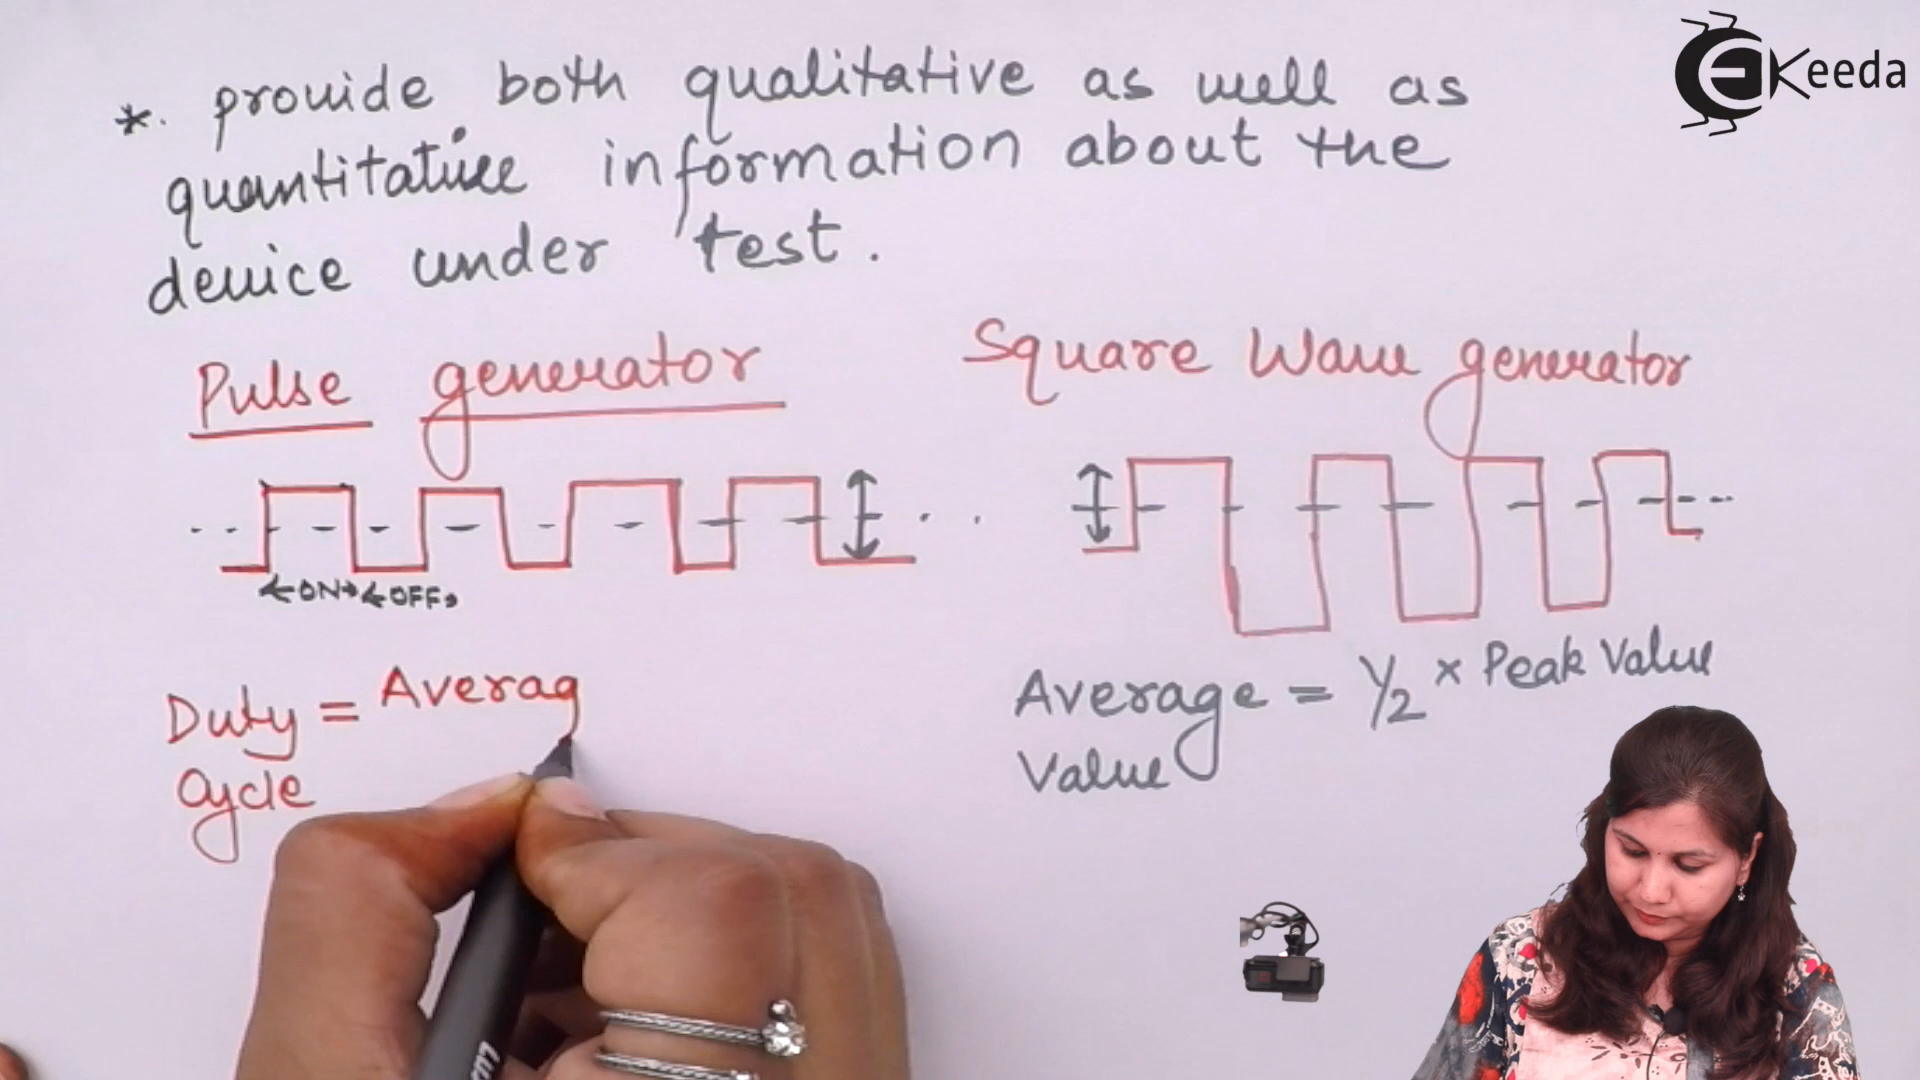 EKeeda
*. provide both qualitative as well as
quantitative information about the
device under test.
Pulse generator
Square Wave generator
←ON→ ←OFF→
Duty = Averag
Cycle
Average = 1/2 × Peak Value
Value